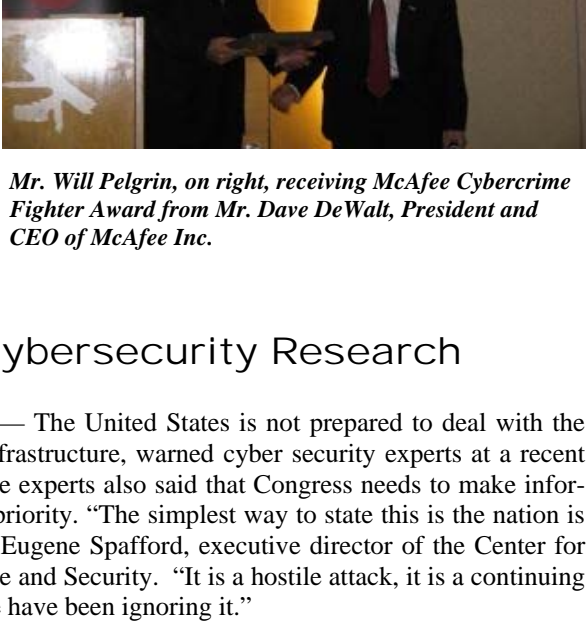 Mr. Will Pelgrin, on right, receiving McAfee Cybercrime
Fighter Award from Mr. Dave DeWalt, President and
CEO of McAfee Inc.
ybersecurity Research
— The United States is not prepared to deal with the
frastructure, warned cyber security experts at a recent
e experts also said that Congress needs to make infor-
priority. “The simplest way to state this is the nation is
Eugene Spafford, executive director of the Center for
e and Security.  “It is a hostile attack, it is a continuing
have been ignoring it.”